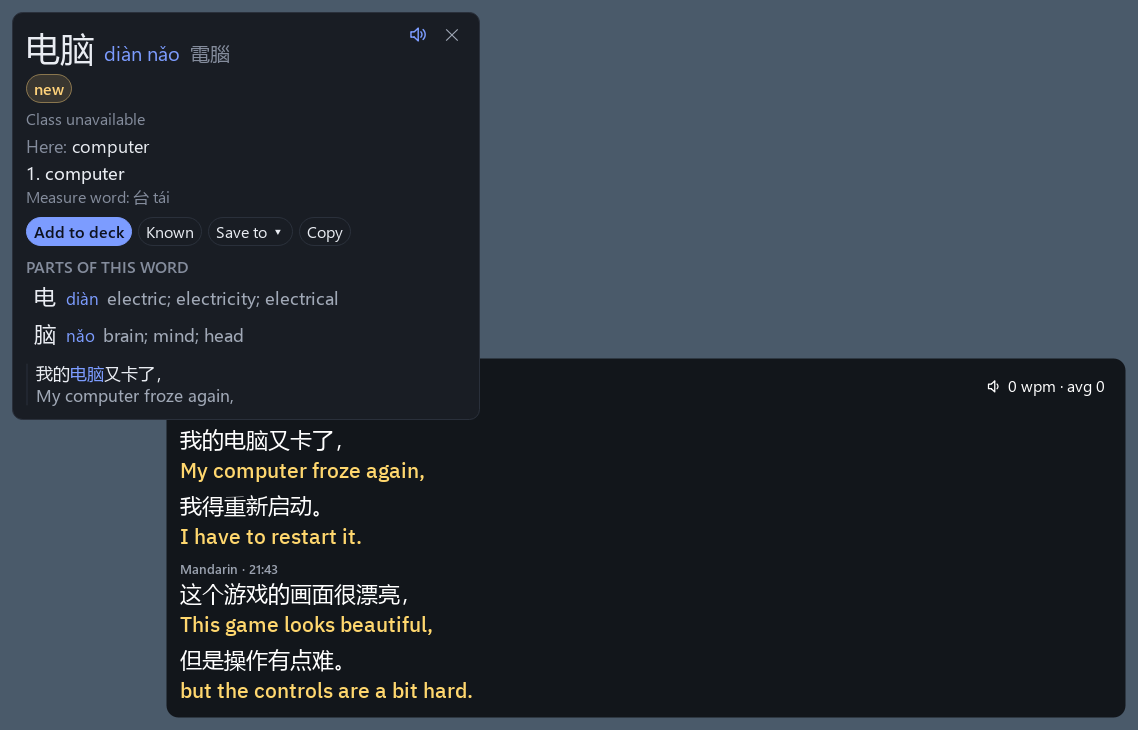 电脑 diàn nǎo 電腦
new
Class unavailable
Here: computer
1. computer
Measure word: 台 tái
Add to deck Known Save to ▾ Copy
PARTS OF THIS WORD
电 diàn electric; electricity; electrical
脑 nǎo brain; mind; head
我的电脑又卡了,
My computer froze again,
0 wpm · avg 0
我的电脑又卡了,
My computer froze again,
我得重新启动。
I have to restart it.
Mandarin · 21:43
这个游戏的画面很漂亮,
This game looks beautiful,
但是操作有点难。
but the controls are a bit hard.